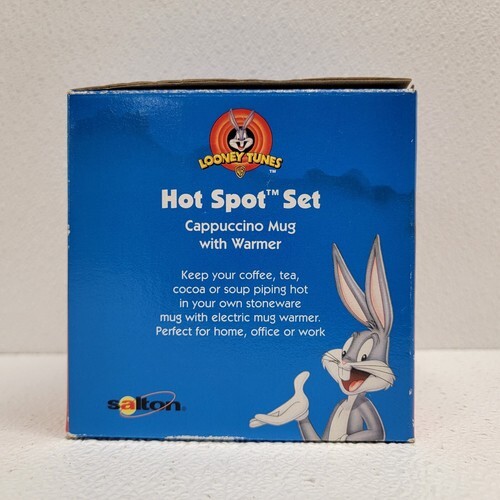 LOONEY TUNES™
Hot Spot™ Set
Cappuccino Mug
with Warmer
Keep your coffee, tea,
cocoa or soup piping hot
in your own stoneware
mug with electric mug warmer.
Perfect for home, office or work
salton®